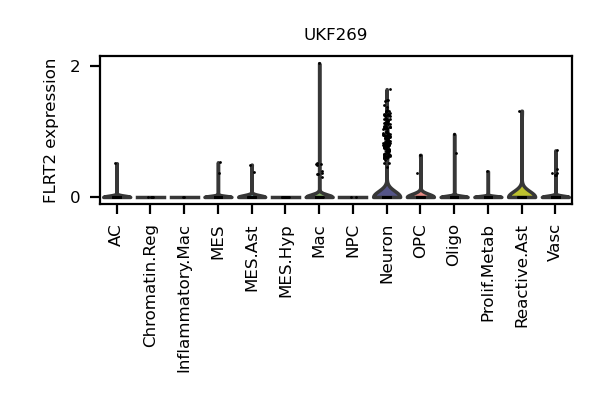 UKF269
FLRT2 expression
2
0
AC
Chromatin.Reg
Inflammatory.Mac
MES
MES.Ast
MES.Hyp
Mac
NPC
Neuron
OPC
Oligo
Prolif.Metab
Reactive.Ast
Vasc